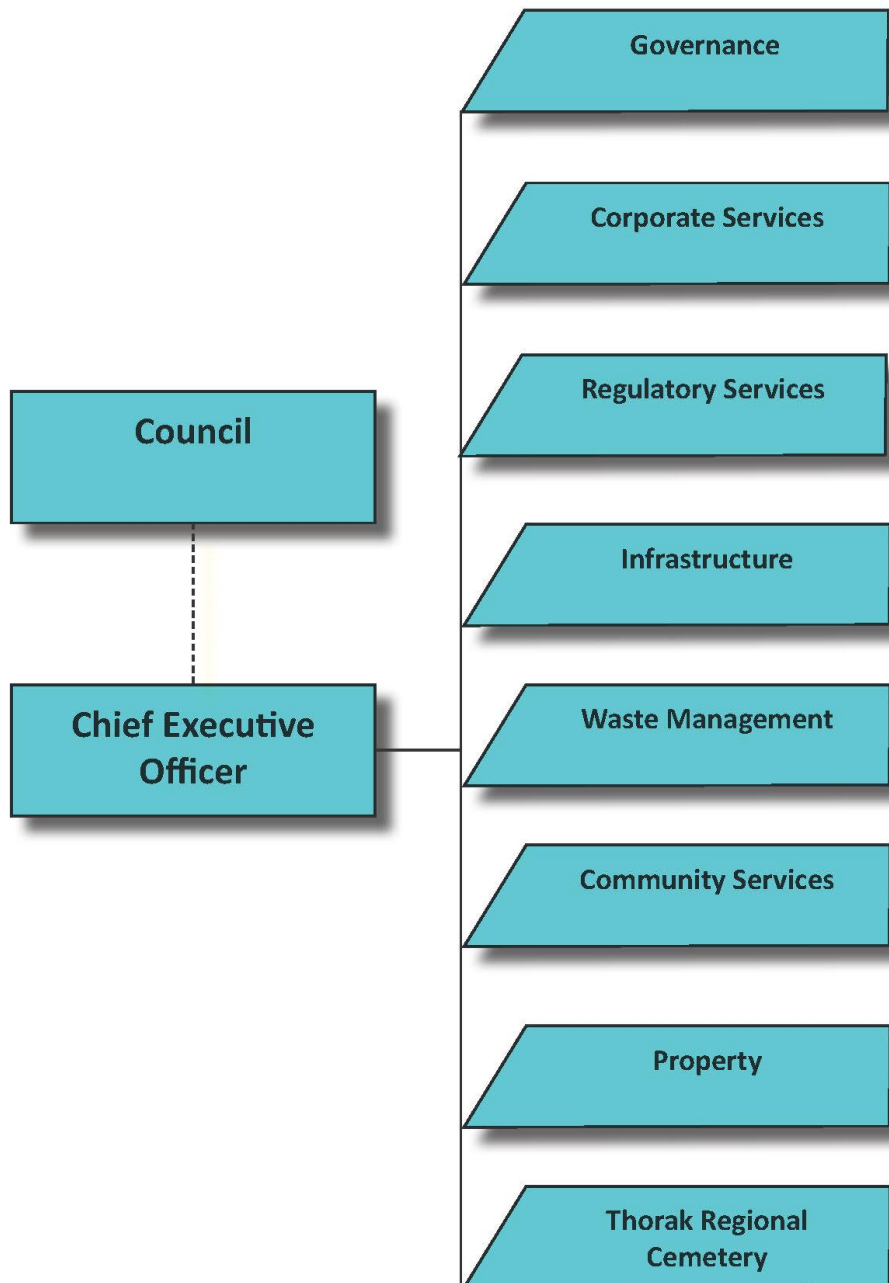 Governance
Corporate Services
Regulatory Services
Council
Infrastructure
Chief Executive
Officer
Waste Management
Community Services
Property
Thorak Regional
Cemetery